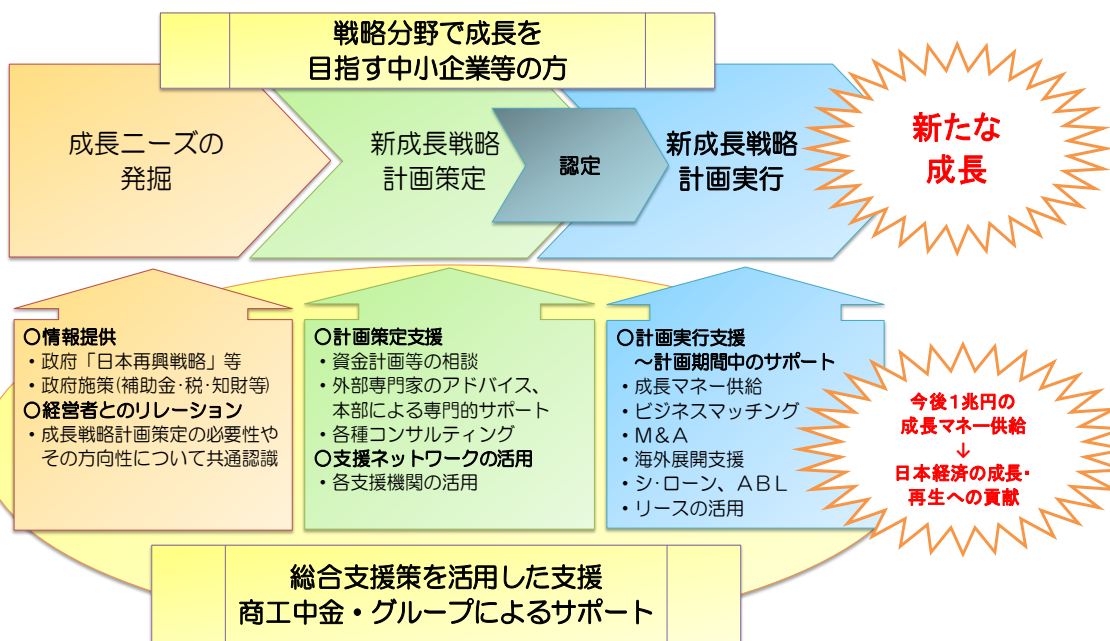 戦略分野で成長を
目指す中小企業等の方
成長ニーズの
発掘
新成長戦略
計画策定
認定
新成長戦略
計画実行
新たな
成長
○情報提供
・政府「日本再興戦略」等
・政府施策(補助金・税・知財等)
○経営者とのリレーション
・成長戦略計画策定の必要性や
その方向性について共通認識
○計画策定支援
・資金計画等の相談
・外部専門家のアドバイス、
本部による専門的サポート
・各種コンサルティング
○支援ネットワークの活用
・各支援機関の活用
○計画実行支援
～計画期間中のサポート
・成長マネー供給
・ビジネスマッチング
・M＆A
・海外展開支援
・シ・ローン、ＡＢＬ
・リースの活用
今後１兆円の
成長マネー供給
↓
日本経済の成長・
再生への貢献
総合支援策を活用した支援
商工中金・グループによるサポート